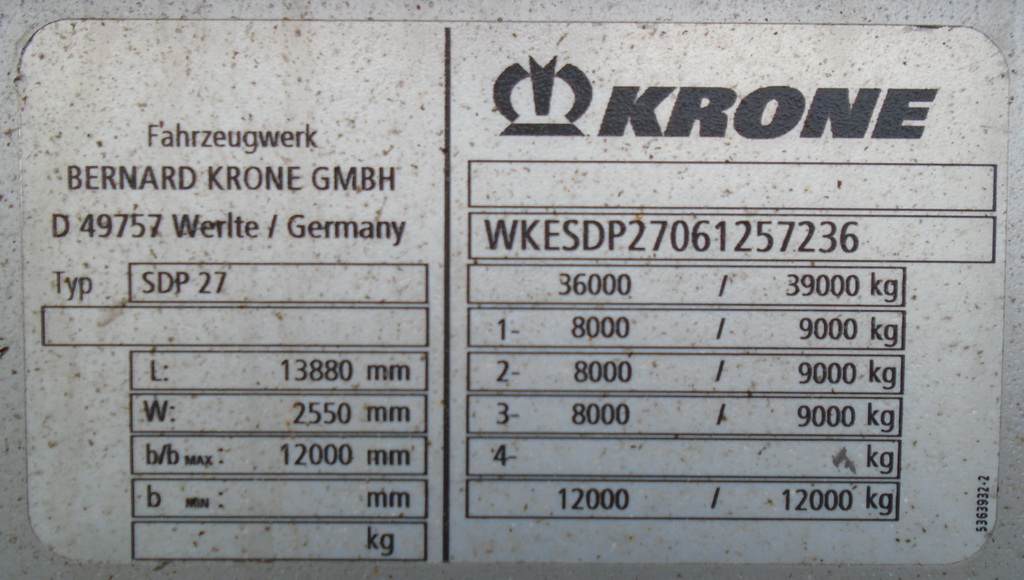 Fahrzeugwerk
BERNARD KRONE GMBH
D 49757 Werlte / Germany
Typ SDP 27
L: 13880 mm
W: 2550 mm
b/b MAX : 12000 mm
b MIN : mm
kg
KRONE
WKESDP27061257236
36000 / 39000 kg
1- 8000 / 9000 kg
2- 8000 / 9000 kg
3- 8000 / 9000 kg
4- kg
12000 / 12000 kg
5363932-2